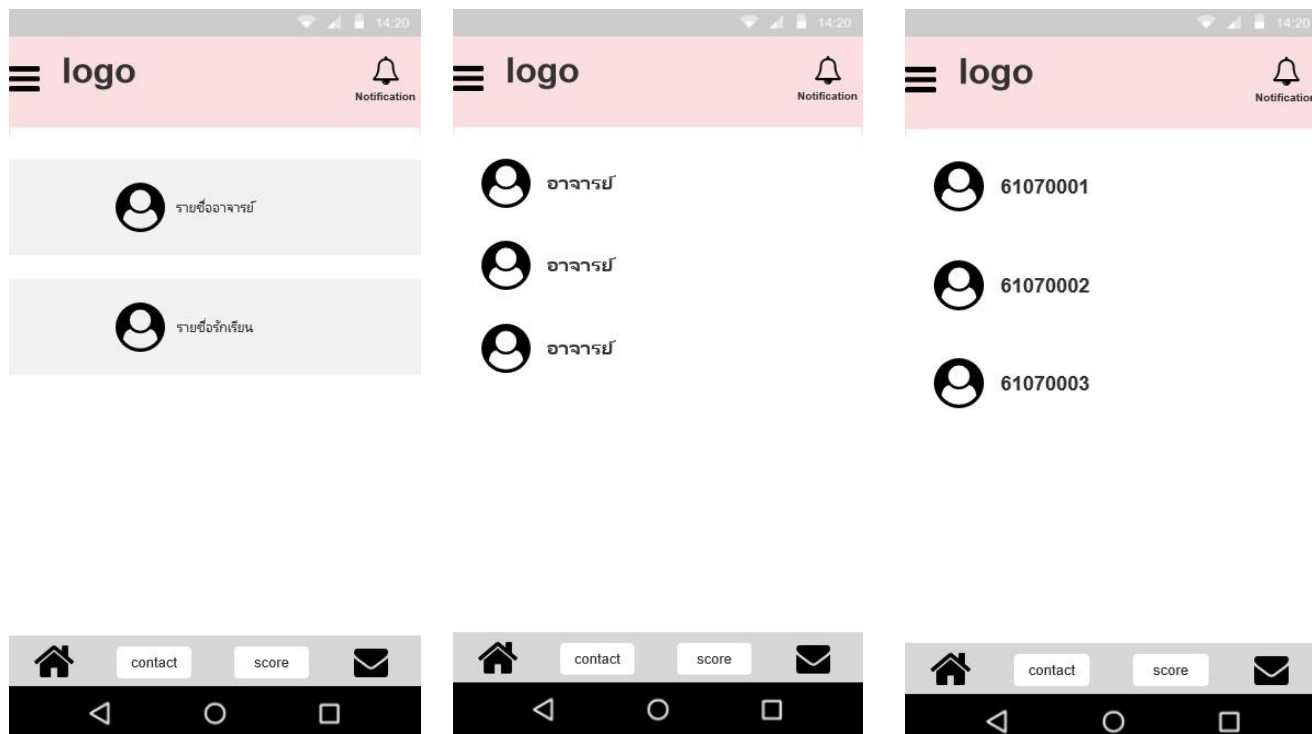 14:20
logo
Notification
รายชื่ออาจารย์
รายชื่อรักเรียน
contact
score
14:20
logo
Notification
อาจารย์
อาจารย์
อาจารย์
contact
score
14:20
logo
Notification
61070001
61070002
61070003
contact
score